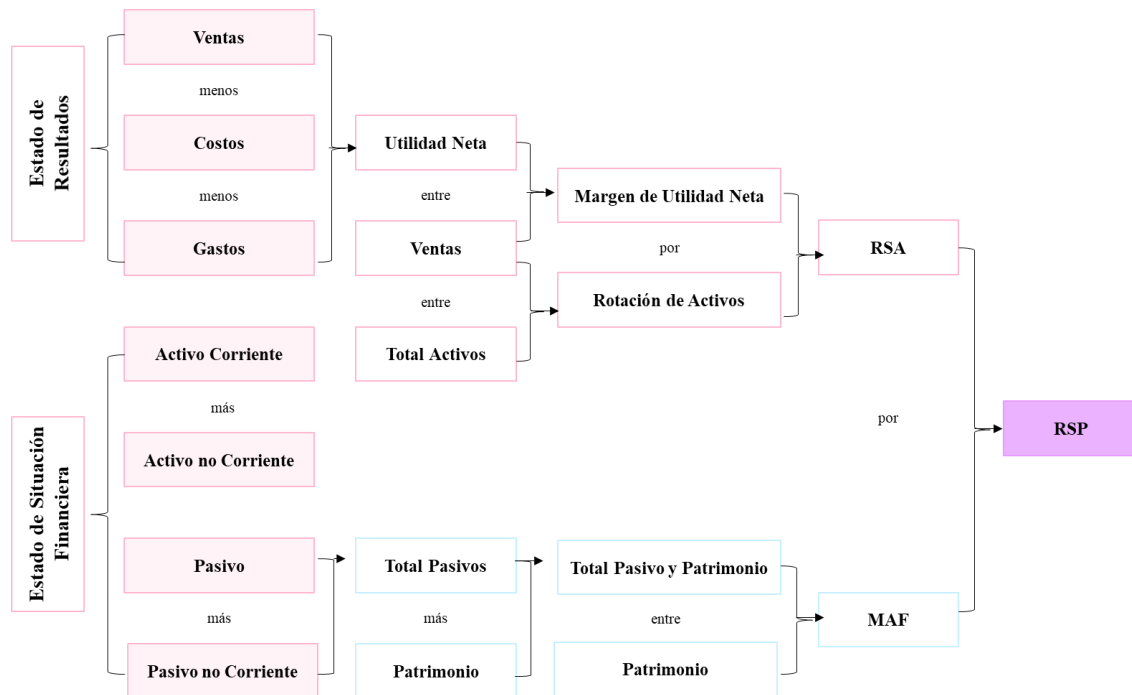 Estado de
Resultados
Ventas
menos
Costos
menos
Gastos
Utilidad Neta
entre
Ventas
entre
Total Activos
Margen de Utilidad Neta
por
Rotación de Activos
RSA
Estado de Situación
Financiera
Activo Corriente
más
Activo no Corriente
Pasivo
más
Pasivo no Corriente
Total Pasivos
más
Patrimonio
Total Pasivo y Patrimonio
entre
Patrimonio
MAF
por
RSP